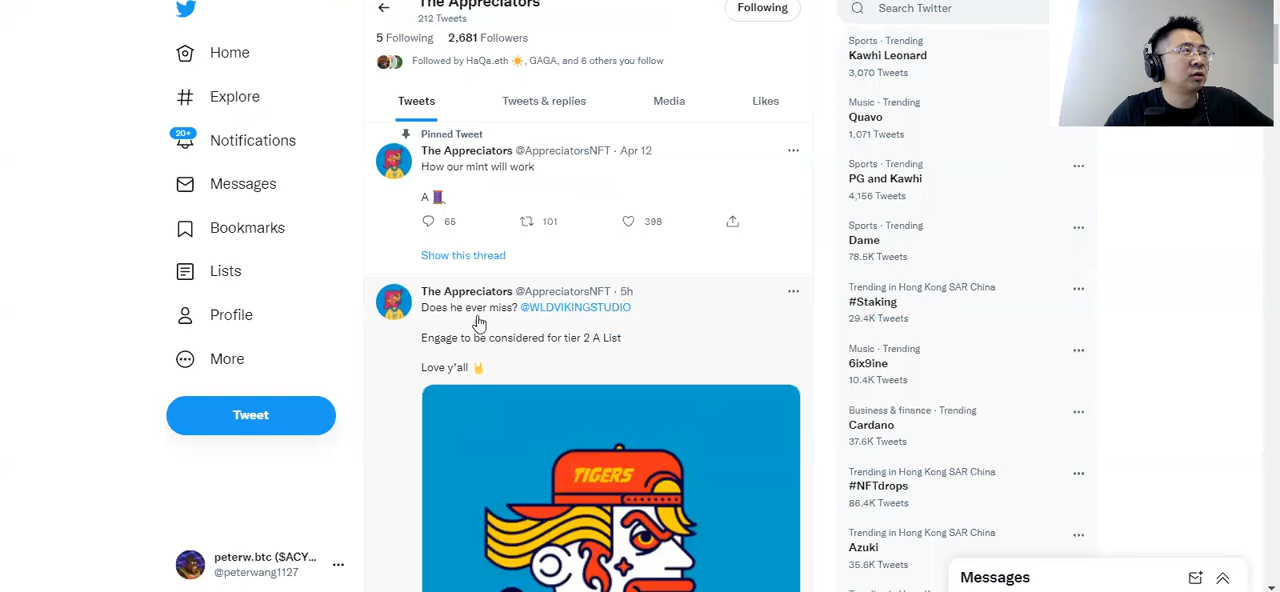 The Appreciators
212 Tweets
Following
5 Following 2,681 Followers
Followed by HaQa.eth ☀️, GAGA, and 6 others you follow
Tweets
Tweets & replies
Media
Likes
Pinned Tweet
The Appreciators @AppreciatorsNFT · Apr 12
How our mint will work
A 🧵
65
101
398
Show this thread
The Appreciators @AppreciatorsNFT · 5h
Does he ever miss? @WLDVIKINGSTUDIO
Engage to be considered for tier 2 A List
Love y'all 🤘
TIGERS
Home
Explore
20+
Notifications
Messages
Bookmarks
Lists
Profile
More
Tweet
peterw.btc ($ACY...
@peterwang1127
Search Twitter
Sports · Trending
Kawhi Leonard
3,070 Tweets
Music · Trending
Quavo
1,071 Tweets
Sports · Trending
PG and Kawhi
4,156 Tweets
Sports · Trending
Dame
78.5K Tweets
Trending in Hong Kong SAR China
#Staking
29.4K Tweets
Music · Trending
6ix9ine
10.4K Tweets
Business & finance · Trending
Cardano
37.6K Tweets
Trending in Hong Kong SAR China
#NFTdrops
86.4K Tweets
Trending in Hong Kong SAR China
Azuki
35.6K Tweets
Messages